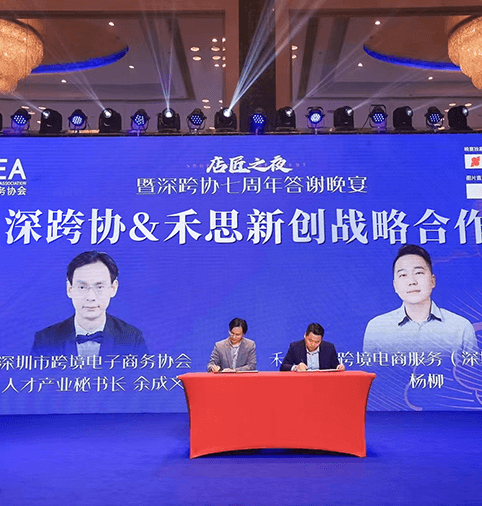 EA
ASSOCIATION
务协会
店匠之夜
暨深跨协七周年答谢晚宴
深跨协&禾思新创战略合作
深圳市跨境电子商务协会
人才产业秘书长 余成文
跨境电商服务（深
杨柳